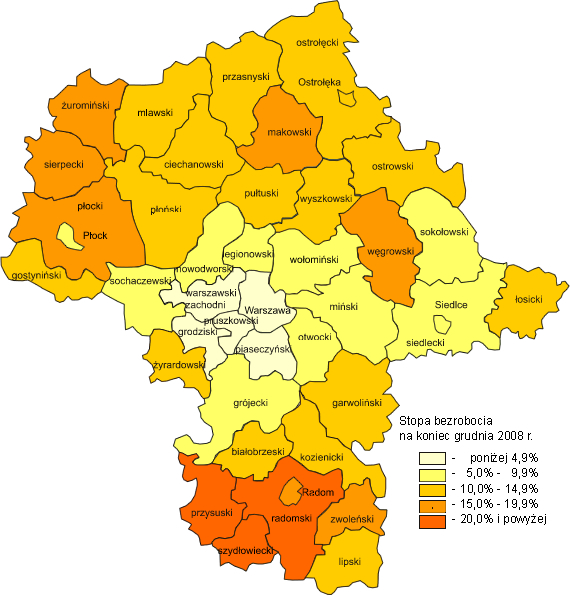 ostrołęcki
przasnyski
Ostrołęka
żuromiński
mlawski
makowski
sierpecki
ciechanowski
ostrowski
płocki
płoński
pułtuski
wyszkowski
Płock
sokołowski
węgrowski
legionowski
wołomiński
nowodworski
gostyniński
sochaczewski
warszawski
zachodni
Warszawa
miński
Siedlce
łosicki
pruszkowski
grodziski
piaseczyński
otwocki
siedlecki
żyrardowski
grójecki
garwoliński
Stopa bezrobocia
na koniec grudnia 2008 r.
białobrzeski
kozienicki
- poniżej 4,9%
- 5,0% - 9,9%
- 10,0% - 14,9%
- 15,0% - 19,9%
- 20,0% i powyżej
Radom
przysuski
radomski
zwoleński
szydłowiecki
lipski